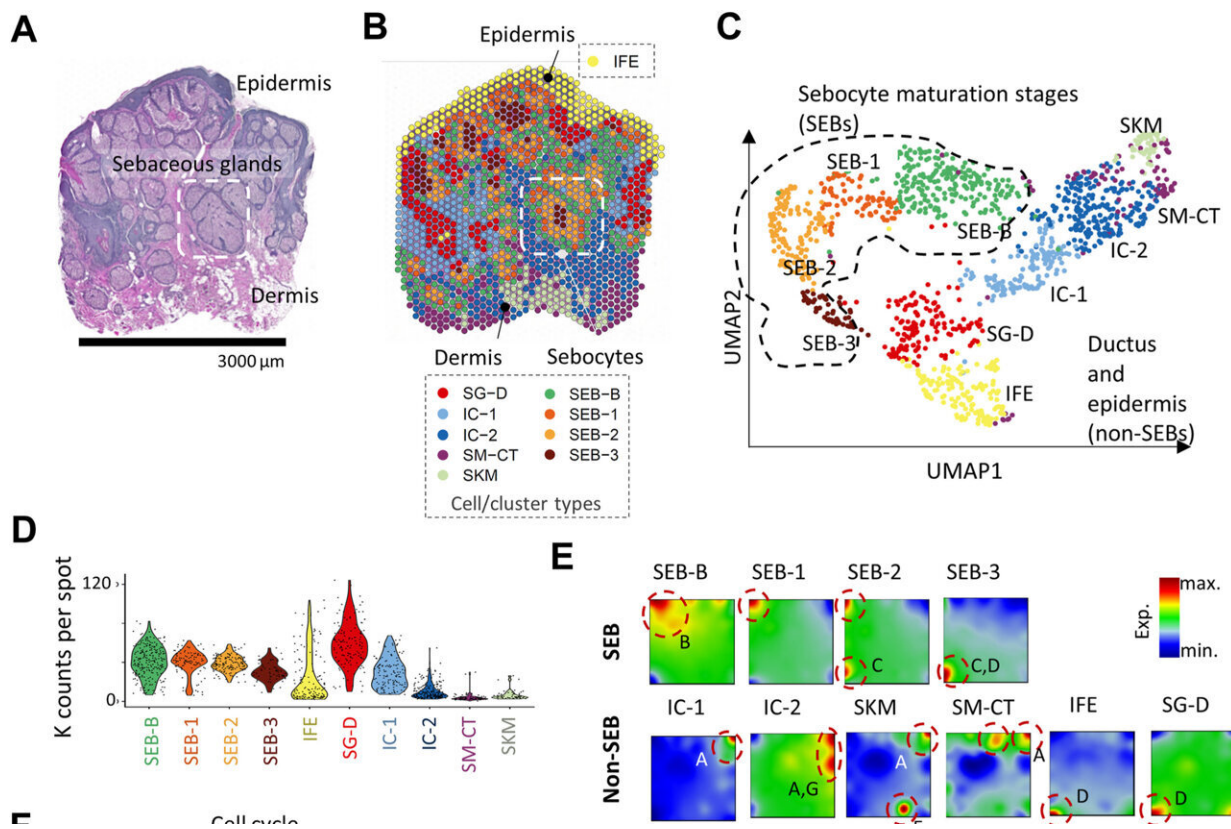 A
Epidermis
Sebaceous glands
Dermis
3000 µm
B
Epidermis
IFE
Dermis
Sebocytes
SG−D
SEB−B
IC−1
SEB−1
IC−2
SEB−2
SM−CT
SEB−3
SKM
Cell/cluster types
C
Sebocyte maturation stages
(SEBs)
SKM
SEB-1
SM-CT
SEB-B
IC-2
SEB-2
IC-1
SEB-3
SG-D
IFE
Ductus
and
epidermis
(non-SEBs)
UMAP2
UMAP1
D
K counts per spot
120
0
SEB-B
SEB-1
SEB-2
SEB-3
IFE
SG-D
IC-1
IC-2
SM-CT
SKM
E
SEB-B
SEB-1
SEB-2
SEB-3
SEB
B
C
C,D
Exp.
max.
min.
IC-1
IC-2
SKM
SM-CT
IFE
SG-D
Non-SEB
A
A,G
A
A
D
D
Cell cycle